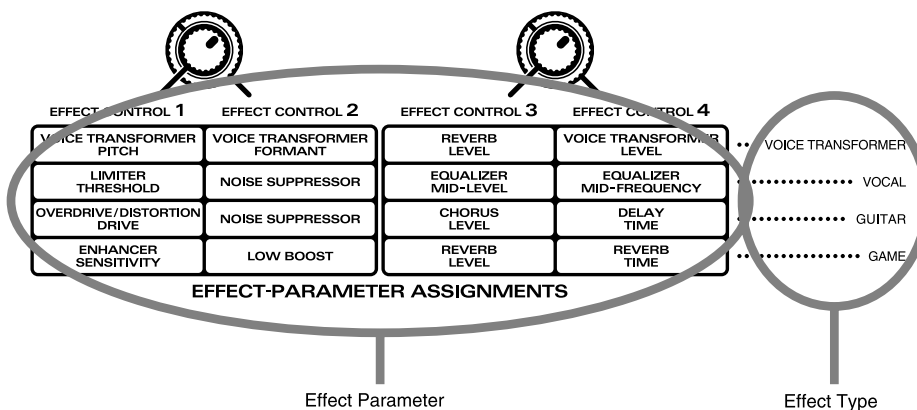 EFFECT CONTROL 1 EFFECT CONTROL 2 EFFECT CONTROL 3 EFFECT CONTROL 4
VOICE TRANSFORMER
PITCH
VOICE TRANSFORMER
FORMANT
REVERB
LEVEL
VOICE TRANSFORMER
LEVEL
VOICE TRANSFORMER
LIMITER
THRESHOLD
NOISE SUPPRESSOR
EQUALIZER
MID-LEVEL
EQUALIZER
MID-FREQUENCY
VOCAL
OVERDRIVE/DISTORTION
DRIVE
NOISE SUPPRESSOR
CHORUS
LEVEL
DELAY
TIME
GUITAR
ENHANCER
SENSITIVITY
LOW BOOST
REVERB
LEVEL
REVERB
TIME
GAME
EFFECT-PARAMETER ASSIGNMENTS
Effect Parameter
Effect Type